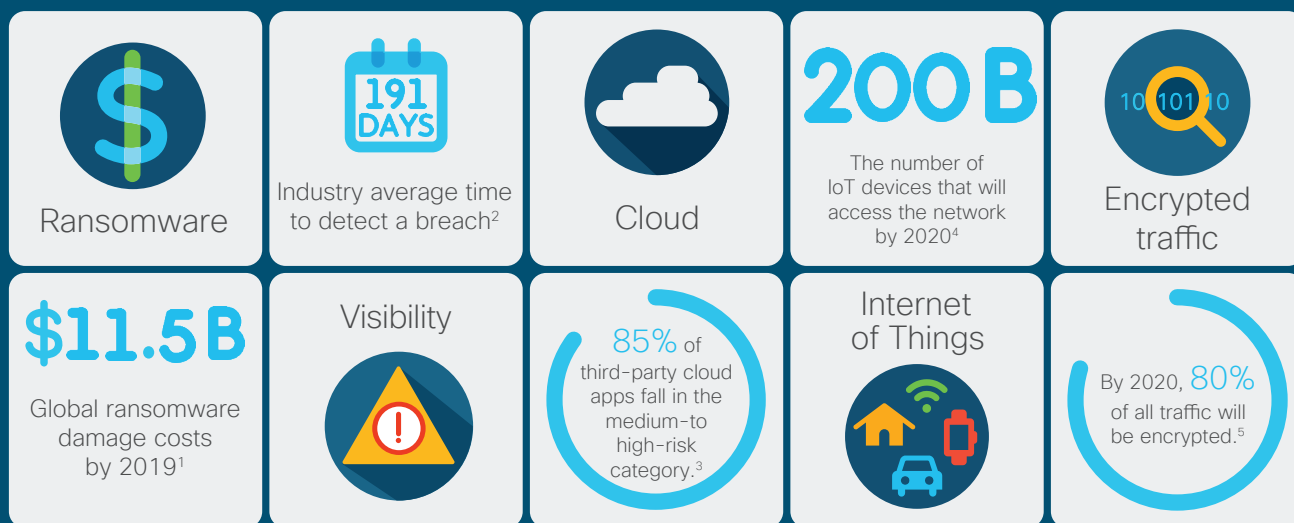 Ransomware
191
DAYS
Industry average time
to detect a breach²
Cloud
200 B
The number of
IoT devices that will
access the network
by 2020⁴
10 101 10
Encrypted
traffic
$11.5 B
Global ransomware
damage costs
by 2019¹
Visibility
!
85% of
third-party cloud
apps fall in the
medium-to
high-risk
category.³
Internet
of Things
By 2020, 80%
of all traffic will
be encrypted.⁵